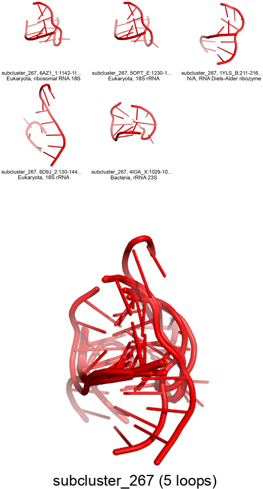 subcluster_267, 6AZ1_1:1142-11...
Eukaryota, ribosomal RNA 18S
subcluster_267, 5OPT_E:1230-1...
Eukaryota, 18S rRNA
subcluster_267, 1YLS_B:211-216...
N/A, RNA Diels-Alder ribozyme
subcluster_267, 6D9J_2:130-144...
Eukaryota, 18S rRNA
subcluster_267, 4IOA_X:1029-10...
Bacteria, rRNA 23S
subcluster_267 (5 loops)